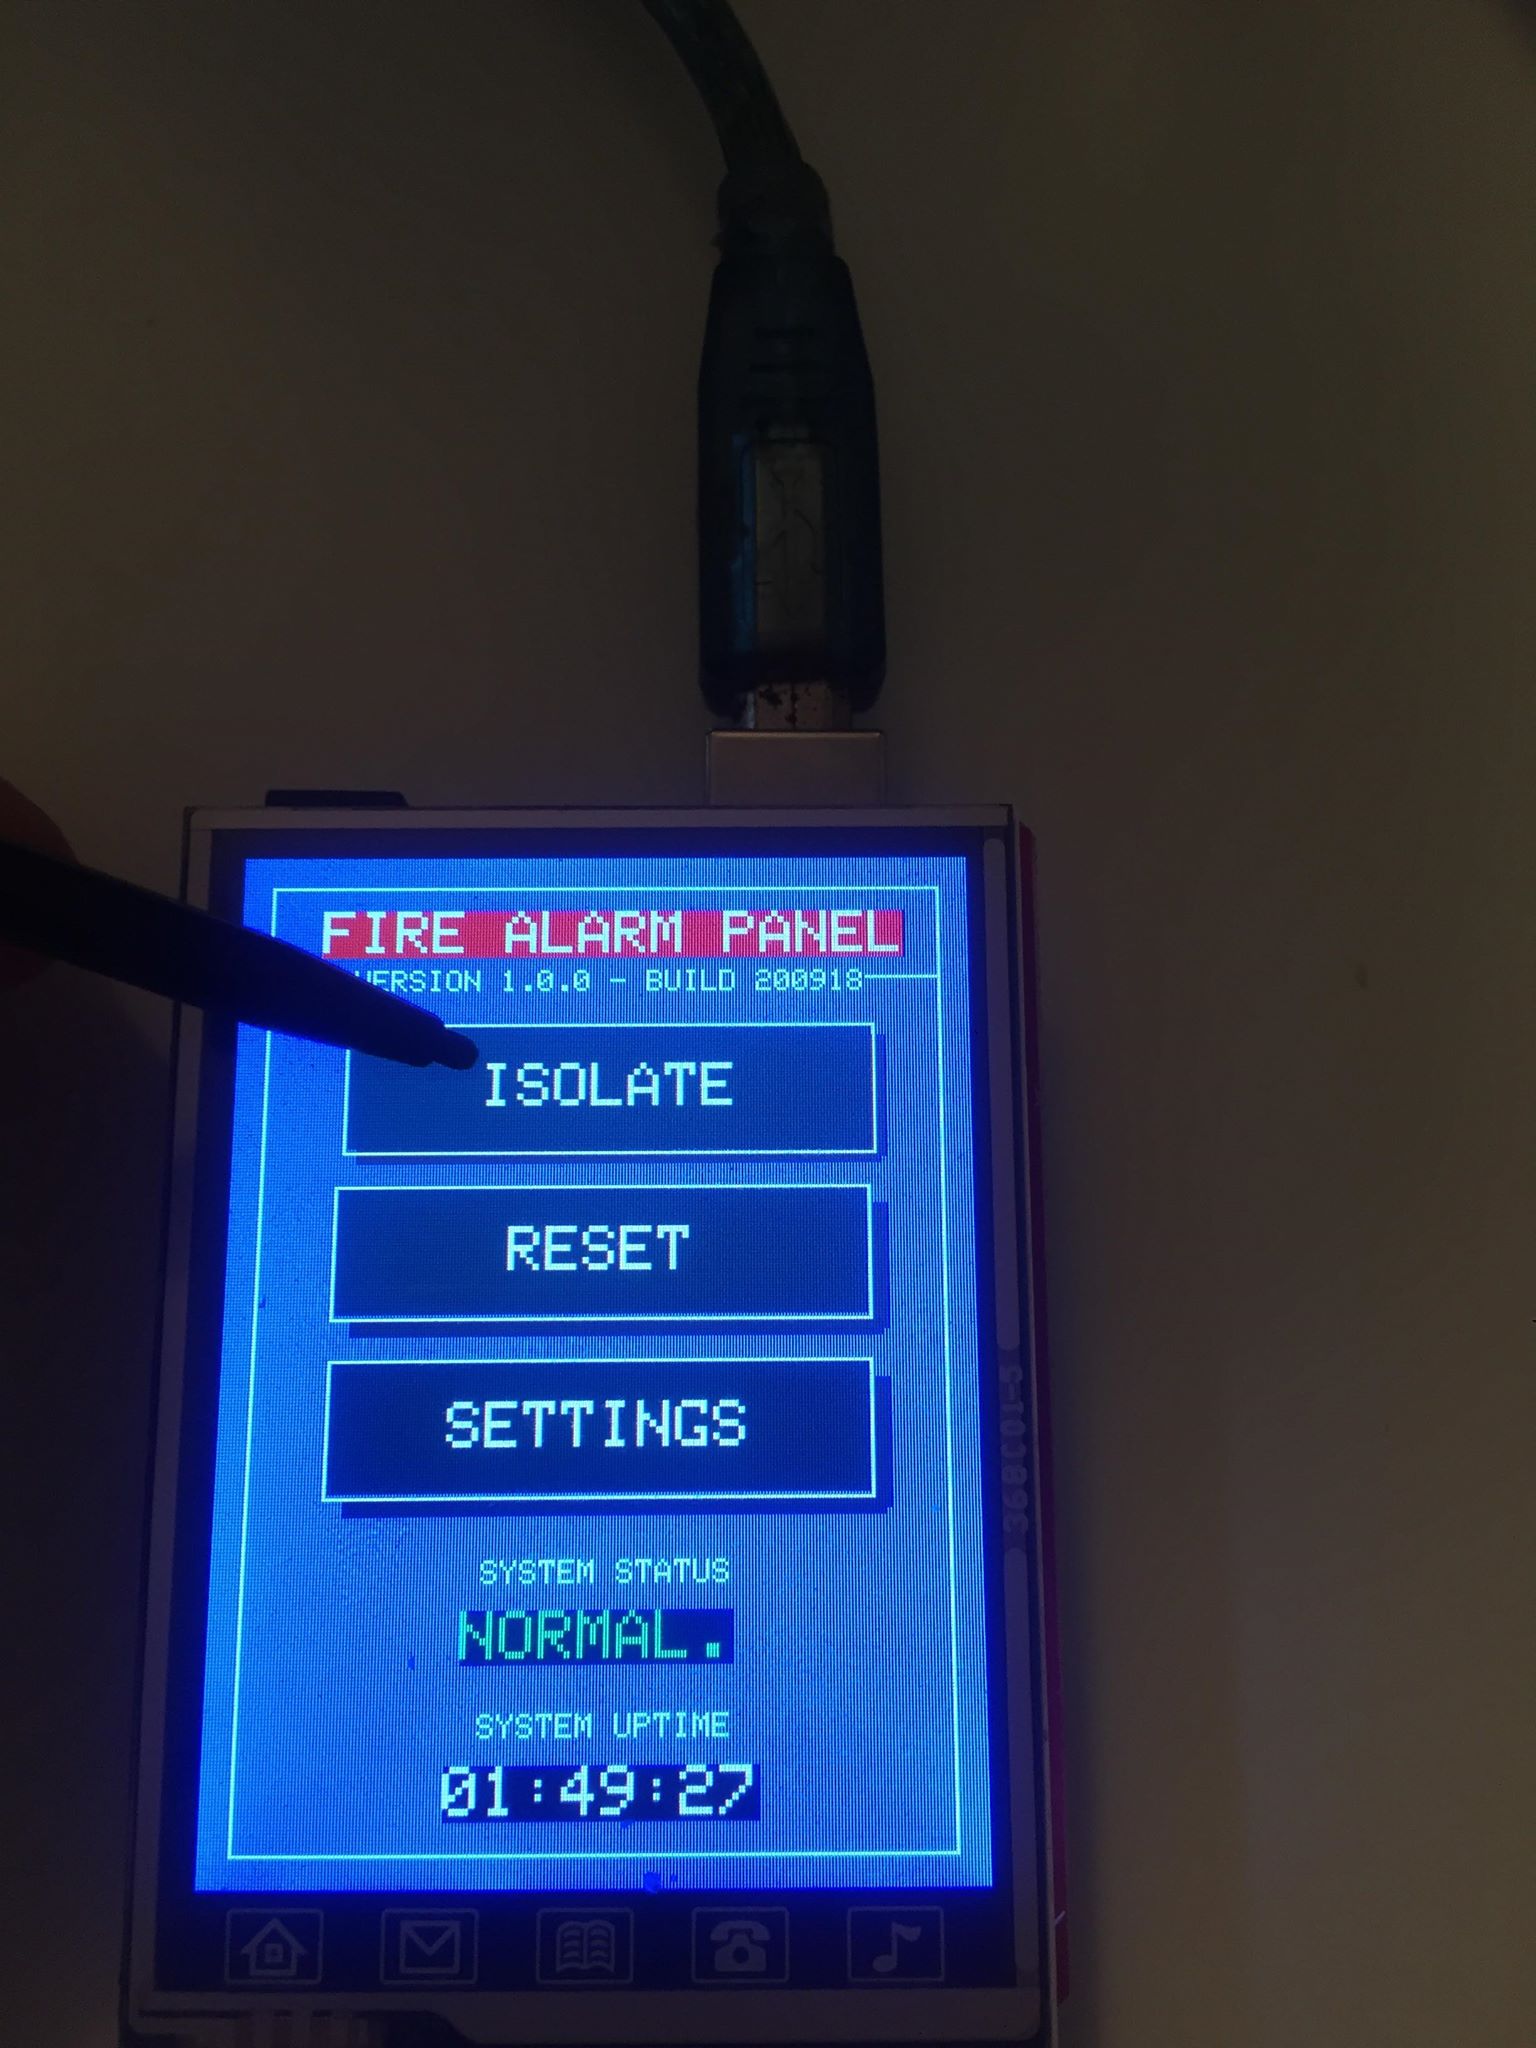 FIRE ALARM PANEL
VERSION 1.0.0 - BUILD 200918
ISOLATE
RESET
SETTINGS
SYSTEM STATUS
NORMAL.
SYSTEM UPTIME
01:49:27